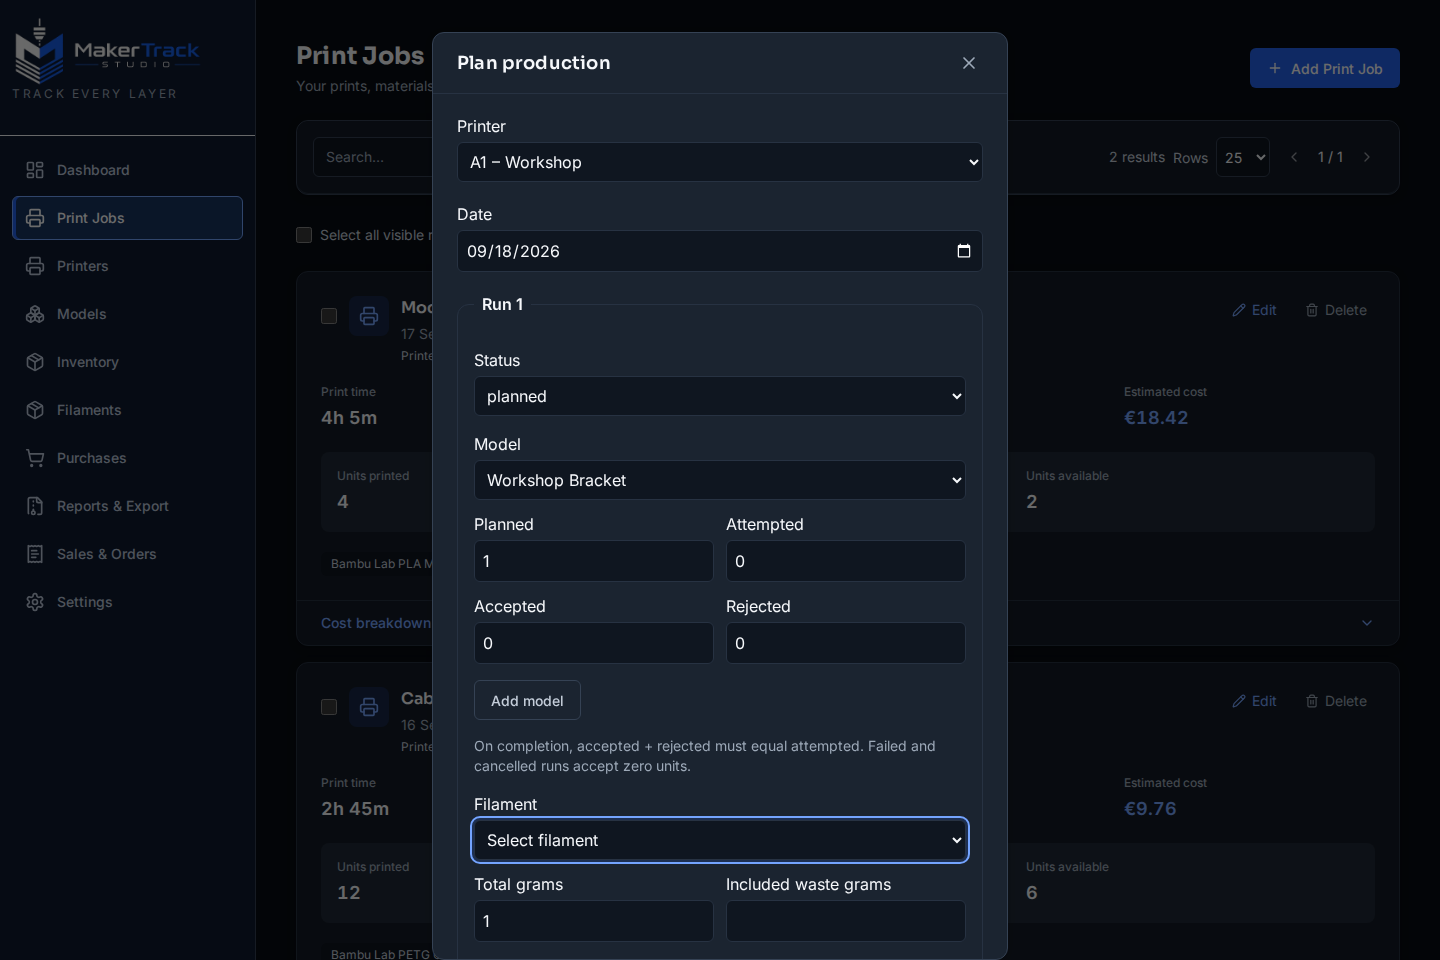 MakerTrack
STUDIO
TRACK EVERY LAYER
Dashboard
Print Jobs
Printers
Models
Inventory
Filaments
Purchases
Reports & Export
Sales & Orders
Settings
Print Jobs
Your prints, materials
Add Print Job
Search...
2 results Rows 25 1 / 1
Select all visible
17
Edit Delete
Print time
4h 5m
Estimated cost
€18.42
Units printed
4
Units available
2
Bambu Lab PLA
Cost breakdown
16
Edit Delete
Print time
2h 45m
Estimated cost
€9.76
Units printed
12
Units available
6
Bambu Lab PETG
Plan production
Printer
A1 – Workshop
Date
09/18/2026
Run 1
Status
planned
Model
Workshop Bracket
Planned Attempted
1 0
Accepted Rejected
0 0
Add model
On completion, accepted + rejected must equal attempted. Failed and
cancelled runs accept zero units.
Filament
Select filament
Total grams Included waste grams
1